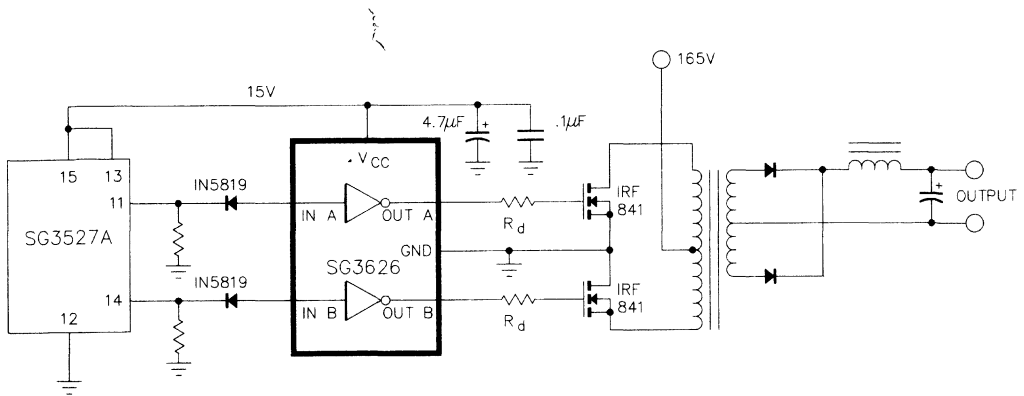 165V
15V
4.7µF
+
.1µF
.VCC
15
13
11
IN5819
IN A
OUT A
Rd
IRF
841
+
OUTPUT
SG3527A
GND
SG3626
IN5819
14
IN B
OUT B
Rd
IRF
841
12